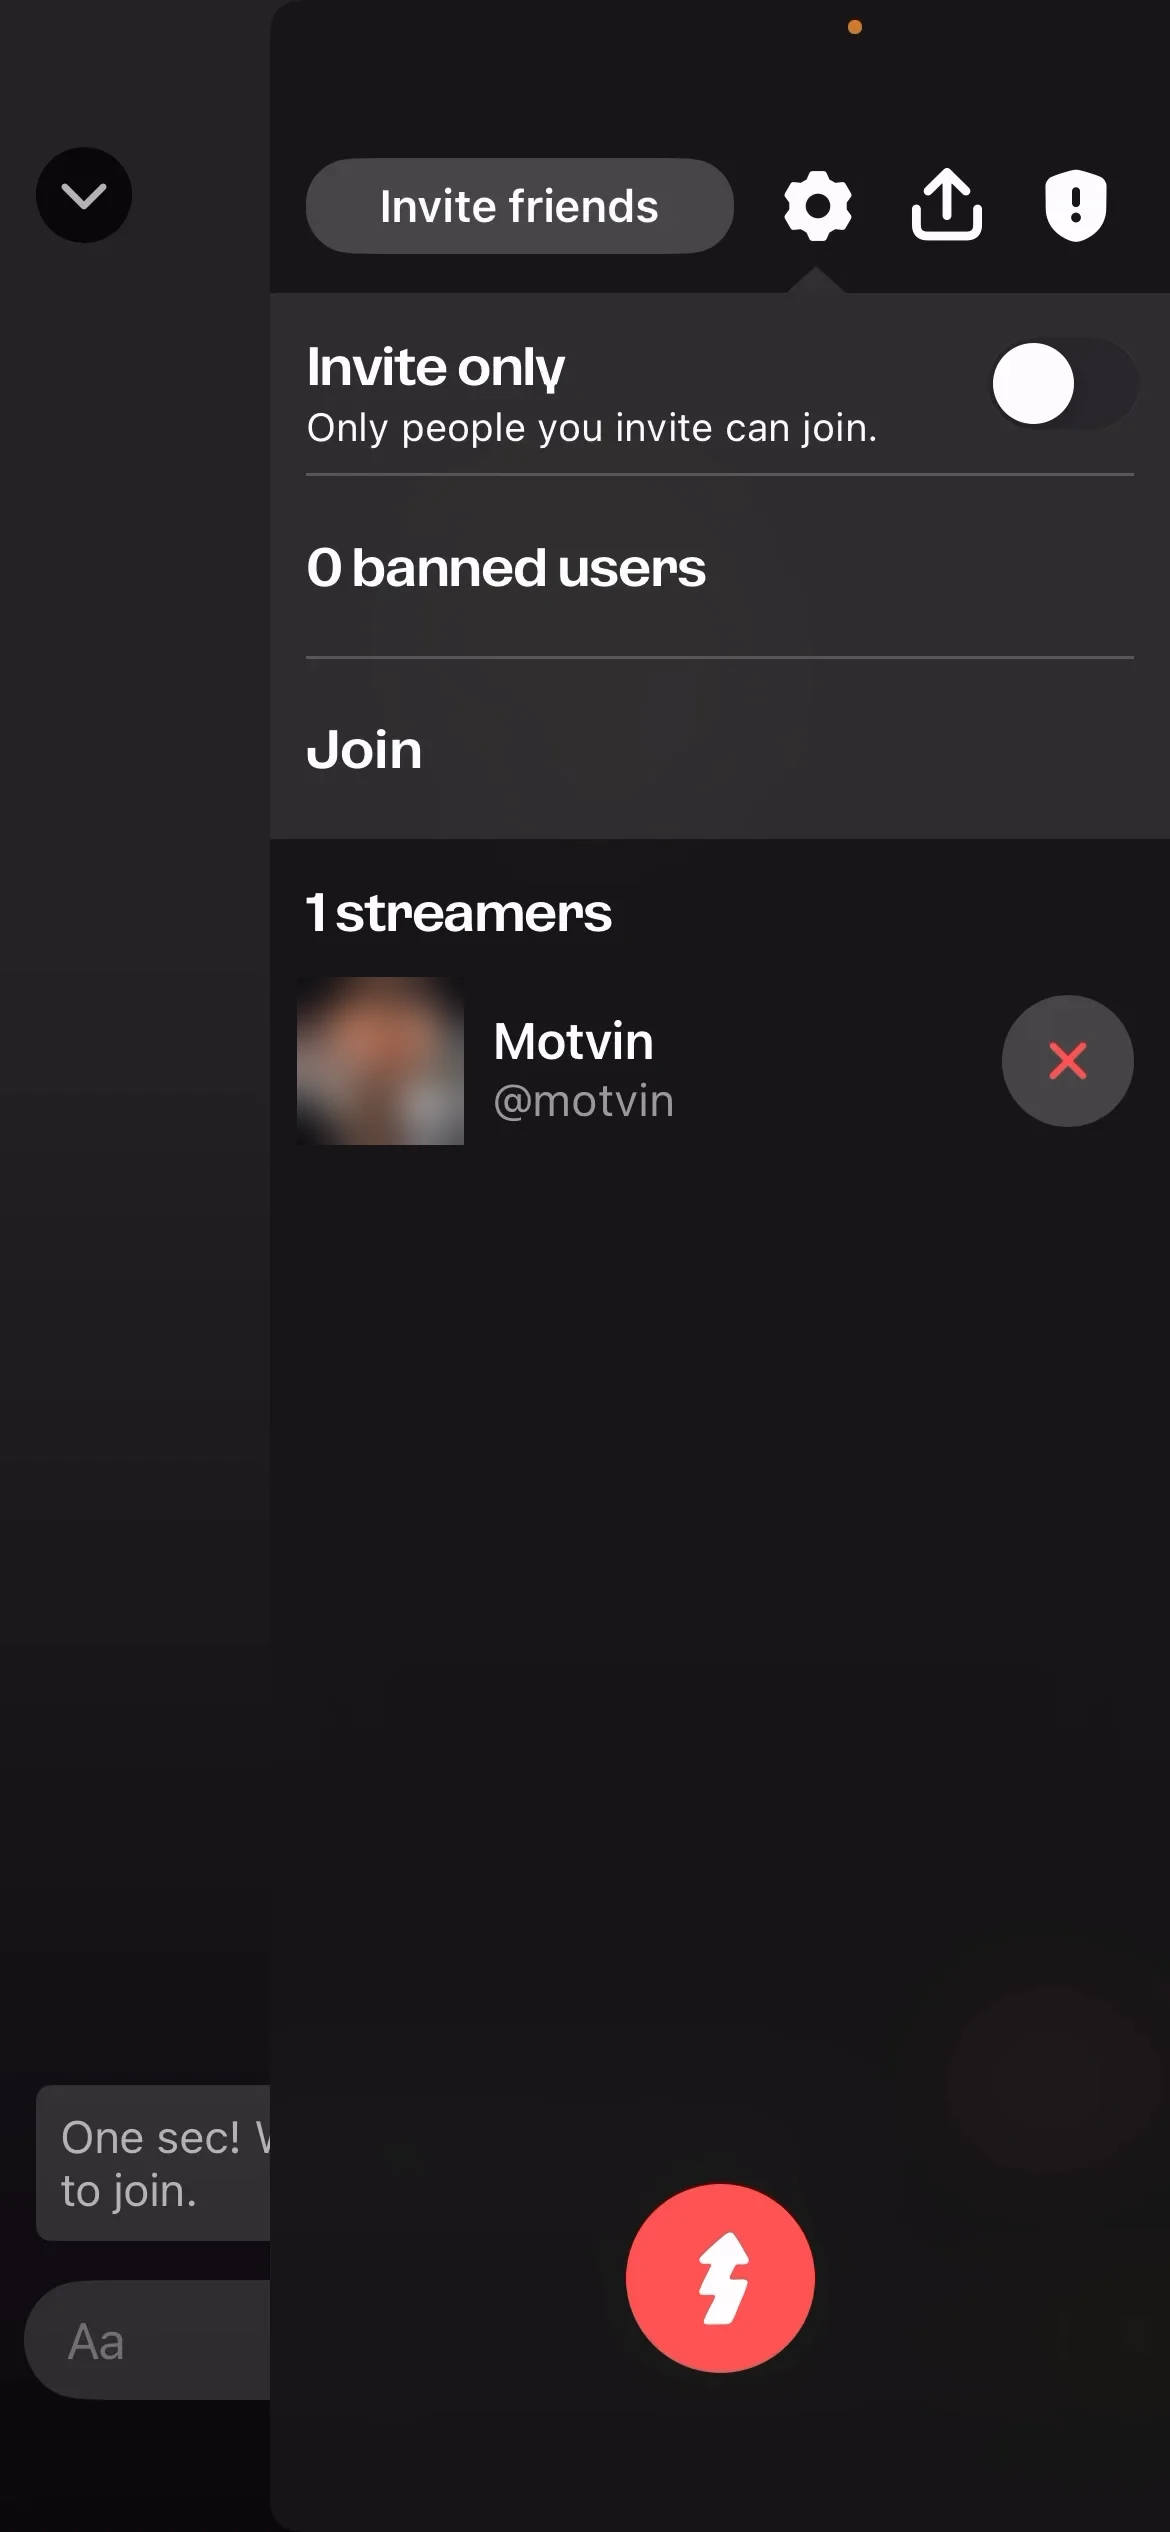 Invite friends
Invite only
Only people you invite can join.
0 banned users
Join
1 streamers
Motvin
@motvin
One sec!
to join.
Aa